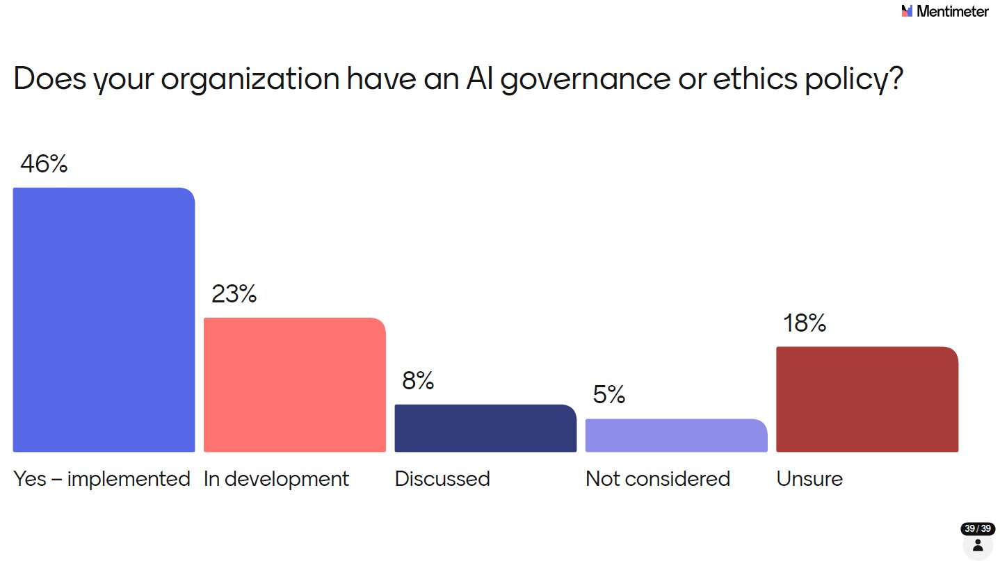 Mentimeter
Does your organization have an AI governance or ethics policy?
46%
23%
8%
5%
18%
Yes – implemented
In development
Discussed
Not considered
Unsure
39 / 39